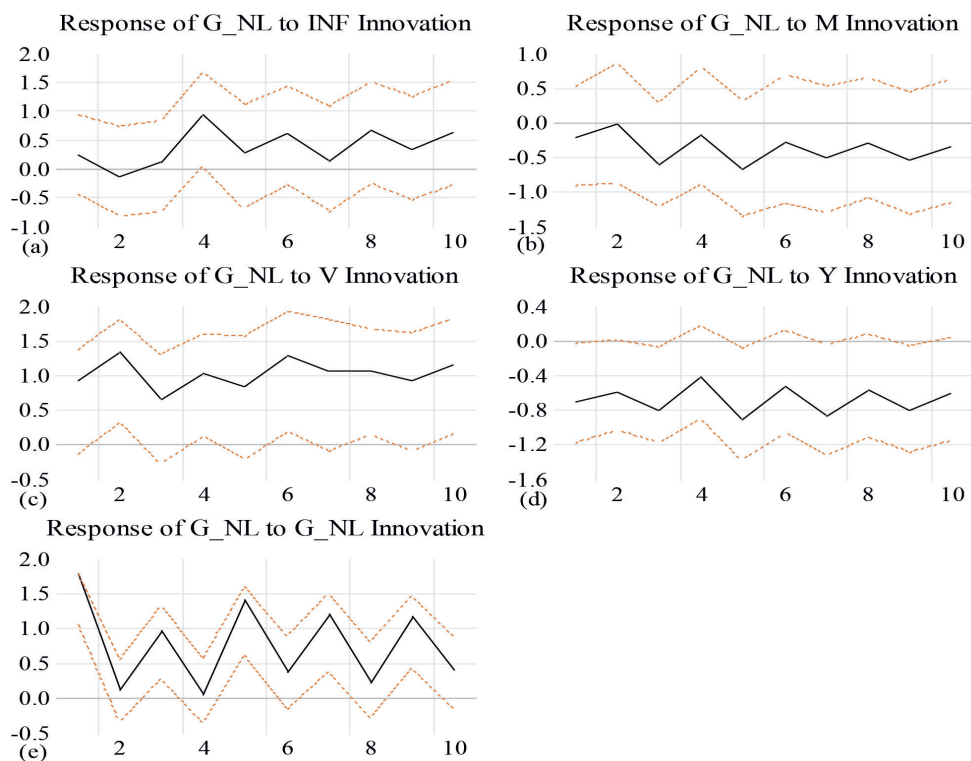 Response of G_NL to INF Innovation
2.0
1.5
1.0
0.5
0.0
-0.5
-1.0
2 4 6 8 10
(a)
Response of G_NL to M Innovation
1.0
0.5
0.0
-0.5
-1.0
-1.5
2 4 6 8 10
(b)
Response of G_NL to V Innovation
2.0
1.5
1.0
0.5
0.0
-0.5
2 4 6 8 10
(c)
Response of G_NL to Y Innovation
0.4
0.0
-0.4
-0.8
-1.2
-1.6
2 4 6 8 10
(d)
Response of G_NL to G_NL Innovation
2.0
1.5
1.0
0.5
0.0
-0.5
2 4 6 8 10
(e)